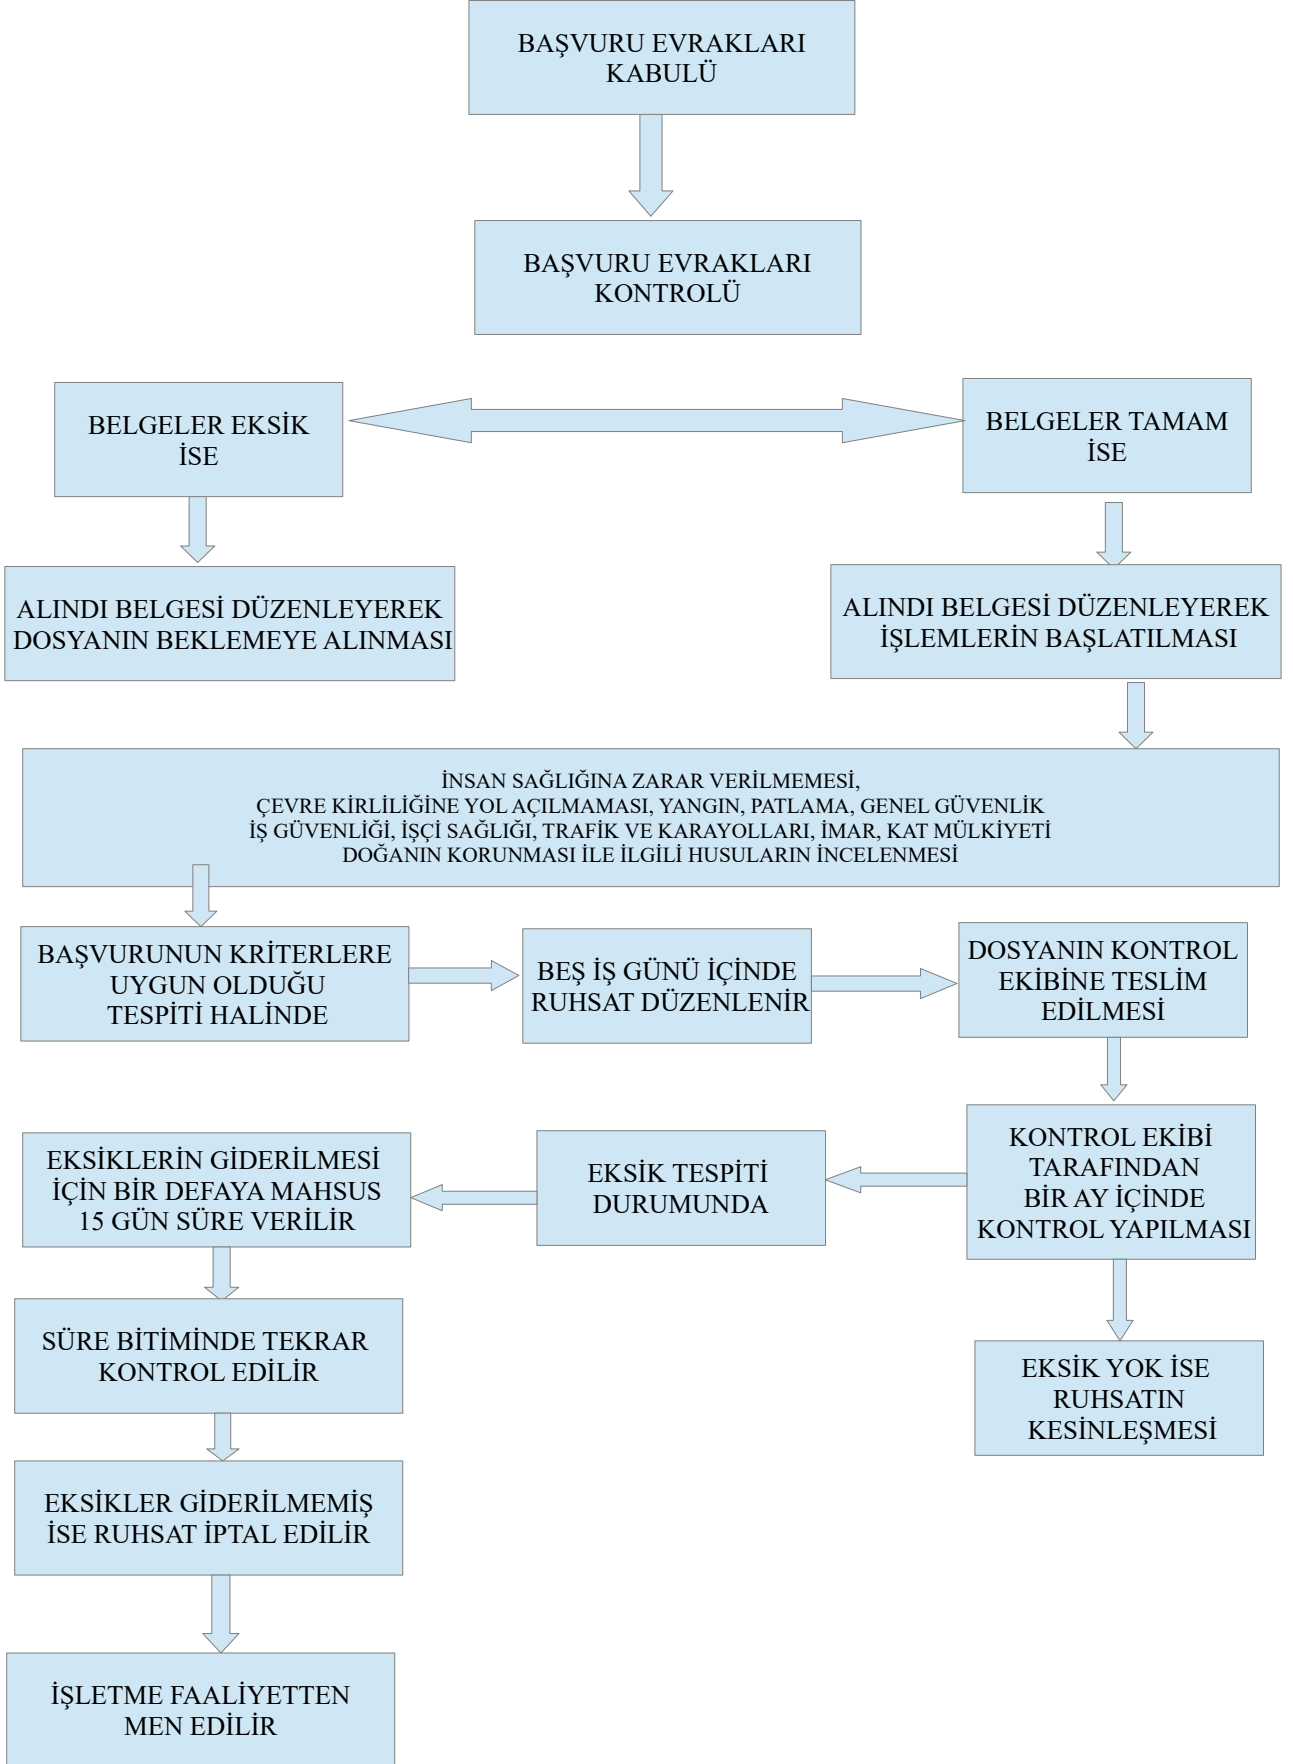 BAŞVURU EVRAKLARI
KABULÜ
BAŞVURU EVRAKLARI
KONTROLÜ
BELGELER EKSİK
İSE
BELGELER TAMAM
İSE
ALINDI BELGESİ DÜZENLEYEREK
DOSYANIN BEKLEMEYE ALINMASI
ALINDI BELGESİ DÜZENLEYEREK
İŞLEMLERİN BAŞLATILMASI
İNSAN SAĞLIĞINA ZARAR VERİLMEMESİ,
ÇEVRE KİRLİLİĞİNE YOL AÇILMAMASI, YANGIN, PATLAMA, GENEL GÜVENLİK
İŞ GÜVENLİĞİ, İŞÇİ SAĞLIĞI, TRAFİK VE KARAYOLLARI, İMAR, KAT MÜLKİYETİ
DOĞANIN KORUNMASI İLE İLGİLİ HUSULARIN İNCELENMESİ
BAŞVURUNUN KRİTERLERE
UYGUN OLDUĞU
TESPİTİ HALİNDE
BEŞ İŞ GÜNÜ İÇİNDE
RUHSAT DÜZENLENİR
DOSYANIN KONTROL
EKİBİNE TESLİM
EDİLMESİ
KONTROL EKİBİ
TARAFINDAN
BİR AY İÇİNDE
KONTROL YAPILMASI
EKSİK TESPİTİ
DURUMUNDA
EKSİKLERİN GİDERİLMESİ
İÇİN BİR DEFAYA MAHSUS
15 GÜN SÜRE VERİLİR
SÜRE BİTİMİNDE TEKRAR
KONTROL EDİLİR
EKSİK YOK İSE
RUHSATIN
KESİNLEŞMESİ
EKSİKLER GİDERİLMEMİŞ
İSE RUHSAT İPTAL EDİLİR
İŞLETME FAALİYETTEN
MEN EDİLİR